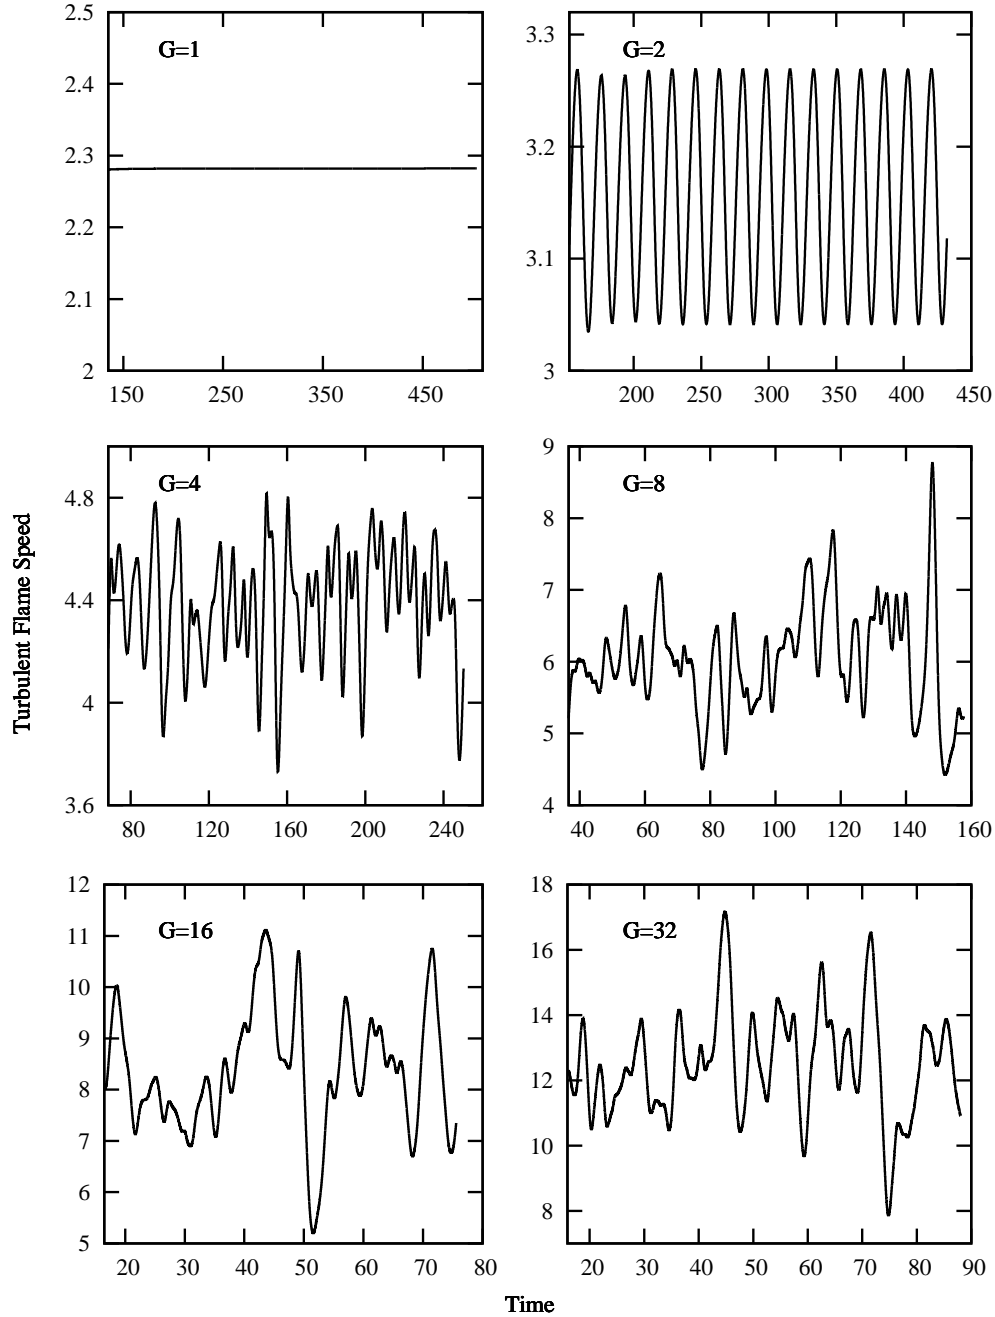 2.5
2.4
2.3
2.2
2.1
2
150 250 350 450
G=1
3.3
3.2
3.1
3
200 250 300 350 400 450
G=2
4.8
4.4
4
3.6
80 120 160 200 240
G=4
9
8
7
6
5
4
40 60 80 100 120 140 160
G=8
12
11
10
9
8
7
6
5
20 30 40 50 60 70 80
G=16
18
16
14
12
10
8
20 30 40 50 60 70 80 90
G=32
Turbulent Flame Speed
Time